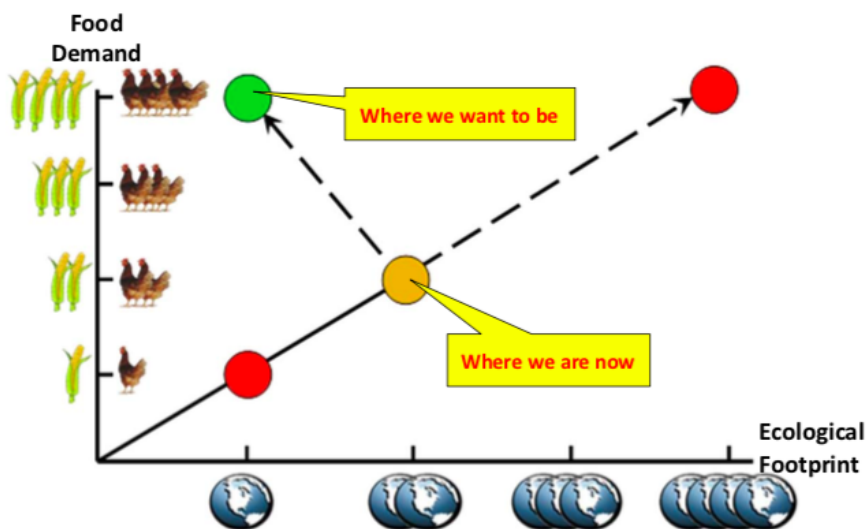 Food
Demand
Where we want to be
Where we are now
Ecological
Footprint